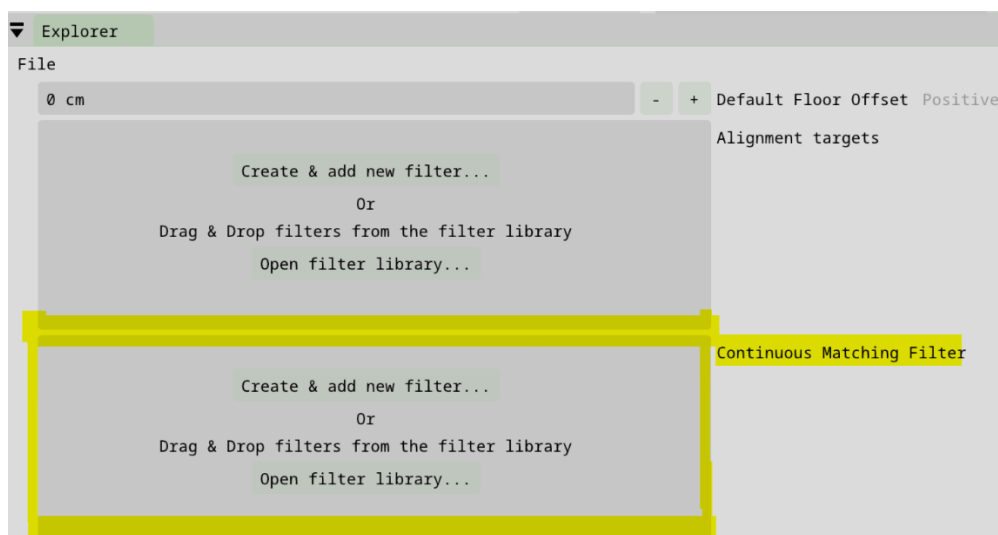 Explorer
File
0 cm - + Default Floor Offset Positive
Alignment targets
Create & add new filter...
Or
Drag & Drop filters from the filter library
Open filter library...
Continuous Matching Filter
Create & add new filter...
Or
Drag & Drop filters from the filter library
Open filter library...